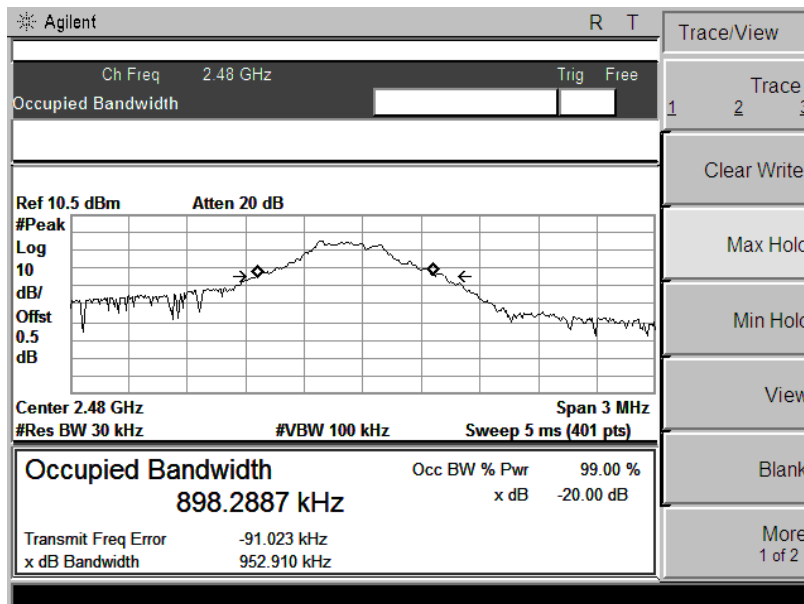 Agilent R T
Ch Freq 2.48 GHz Trig Free
Occupied Bandwidth
Ref 10.5 dBm Atten 20 dB
#Peak
Log
10
dB/
Offst
0.5
dB
Center 2.48 GHz Span 3 MHz
#Res BW 30 kHz #VBW 100 kHz Sweep 5 ms (401 pts)
Occupied Bandwidth Occ BW % Pwr 99.00 %
898.2887 kHz x dB -20.00 dB
Transmit Freq Error -91.023 kHz
x dB Bandwidth 952.910 kHz
Trace/View
Trace
1 2 3
Clear Write
Max Hold
Min Hold
View
Blank
More
1 of 2